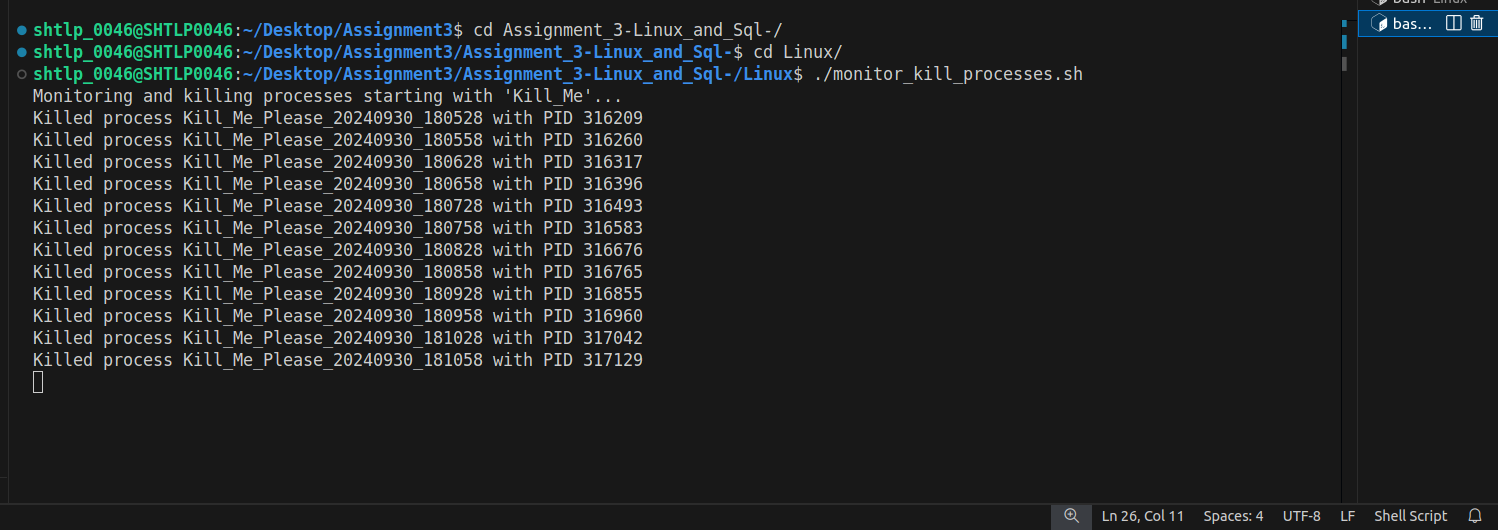 shtlp_0046@SHTLP0046:~/Desktop/Assignment3$ cd Assignment_3-Linux_and_Sql-/
shtlp_0046@SHTLP0046:~/Desktop/Assignment3/Assignment_3-Linux_and_Sql-$ cd Linux/
shtlp_0046@SHTLP0046:~/Desktop/Assignment3/Assignment_3-Linux_and_Sql-/Linux$ ./monitor_kill_processes.sh
Monitoring and killing processes starting with 'Kill_Me'...
Killed process Kill_Me_Please_20240930_180528 with PID 316209
Killed process Kill_Me_Please_20240930_180558 with PID 316260
Killed process Kill_Me_Please_20240930_180628 with PID 316317
Killed process Kill_Me_Please_20240930_180658 with PID 316396
Killed process Kill_Me_Please_20240930_180728 with PID 316493
Killed process Kill_Me_Please_20240930_180758 with PID 316583
Killed process Kill_Me_Please_20240930_180828 with PID 316676
Killed process Kill_Me_Please_20240930_180858 with PID 316765
Killed process Kill_Me_Please_20240930_180928 with PID 316855
Killed process Kill_Me_Please_20240930_180958 with PID 316960
Killed process Kill_Me_Please_20240930_181028 with PID 317042
Killed process Kill_Me_Please_20240930_181058 with PID 317129
bas...
Ln 26, Col 11 Spaces: 4 UTF-8 LF Shell Script